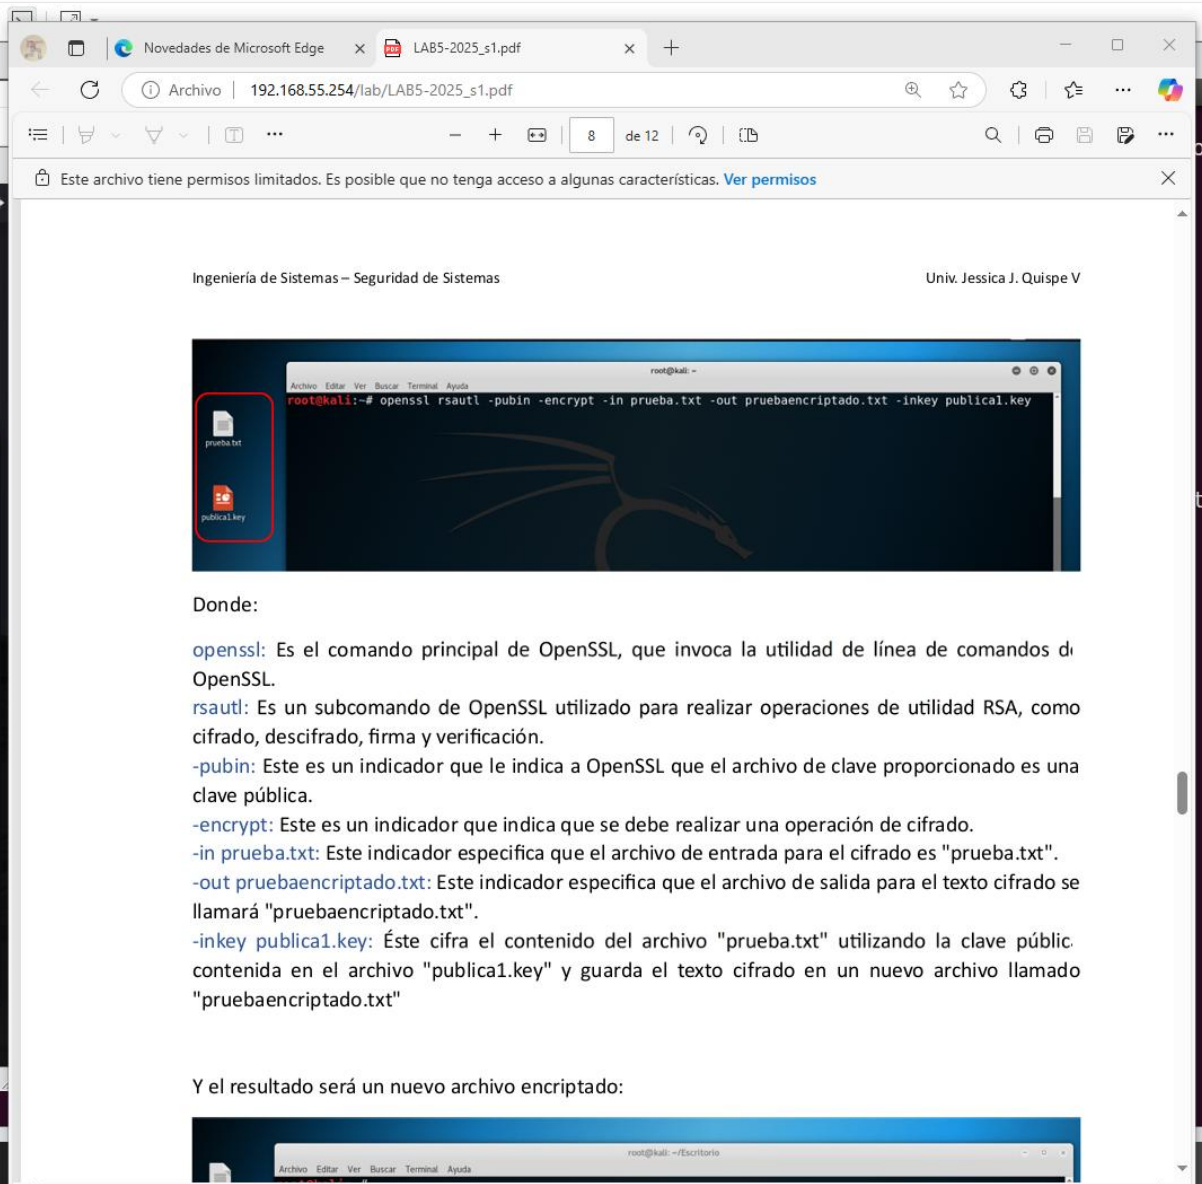 Novedades de Microsoft Edge
LAB5-2025_s1.pdf
Archivo 192.168.55.254/lab/LAB5-2025_s1.pdf
8 de 12
Este archivo tiene permisos limitados. Es posible que no tenga acceso a algunas características. Ver permisos
Ingeniería de Sistemas – Seguridad de Sistemas Univ. Jessica J. Quispe V
root@kali: ~
Archivo Editar Ver Buscar Terminal Ayuda
root@kali:~# openssl rsautl -pubin -encrypt -in prueba.txt -out pruebaencriptado.txt -inkey publica1.key
prueba.txt
publica1.key
Donde:
openssl: Es el comando principal de OpenSSL, que invoca la utilidad de línea de comandos de
OpenSSL.
rsautl: Es un subcomando de OpenSSL utilizado para realizar operaciones de utilidad RSA, como
cifrado, descifrado, firma y verificación.
-pubin: Este es un indicador que le indica a OpenSSL que el archivo de clave proporcionado es una
clave pública.
-encrypt: Este es un indicador que indica que se debe realizar una operación de cifrado.
-in prueba.txt: Este indicador especifica que el archivo de entrada para el cifrado es "prueba.txt".
-out pruebaencriptado.txt: Este indicador especifica que el archivo de salida para el texto cifrado se
llamará "pruebaencriptado.txt".
-inkey publica1.key: Éste cifra el contenido del archivo "prueba.txt" utilizando la clave públic
contenida en el archivo "publica1.key" y guarda el texto cifrado en un nuevo archivo llamado
"pruebaencriptado.txt"
Y el resultado será un nuevo archivo encriptado:
root@kali: ~/Escritorio
Archivo Editar Ver Buscar Terminal Ayuda